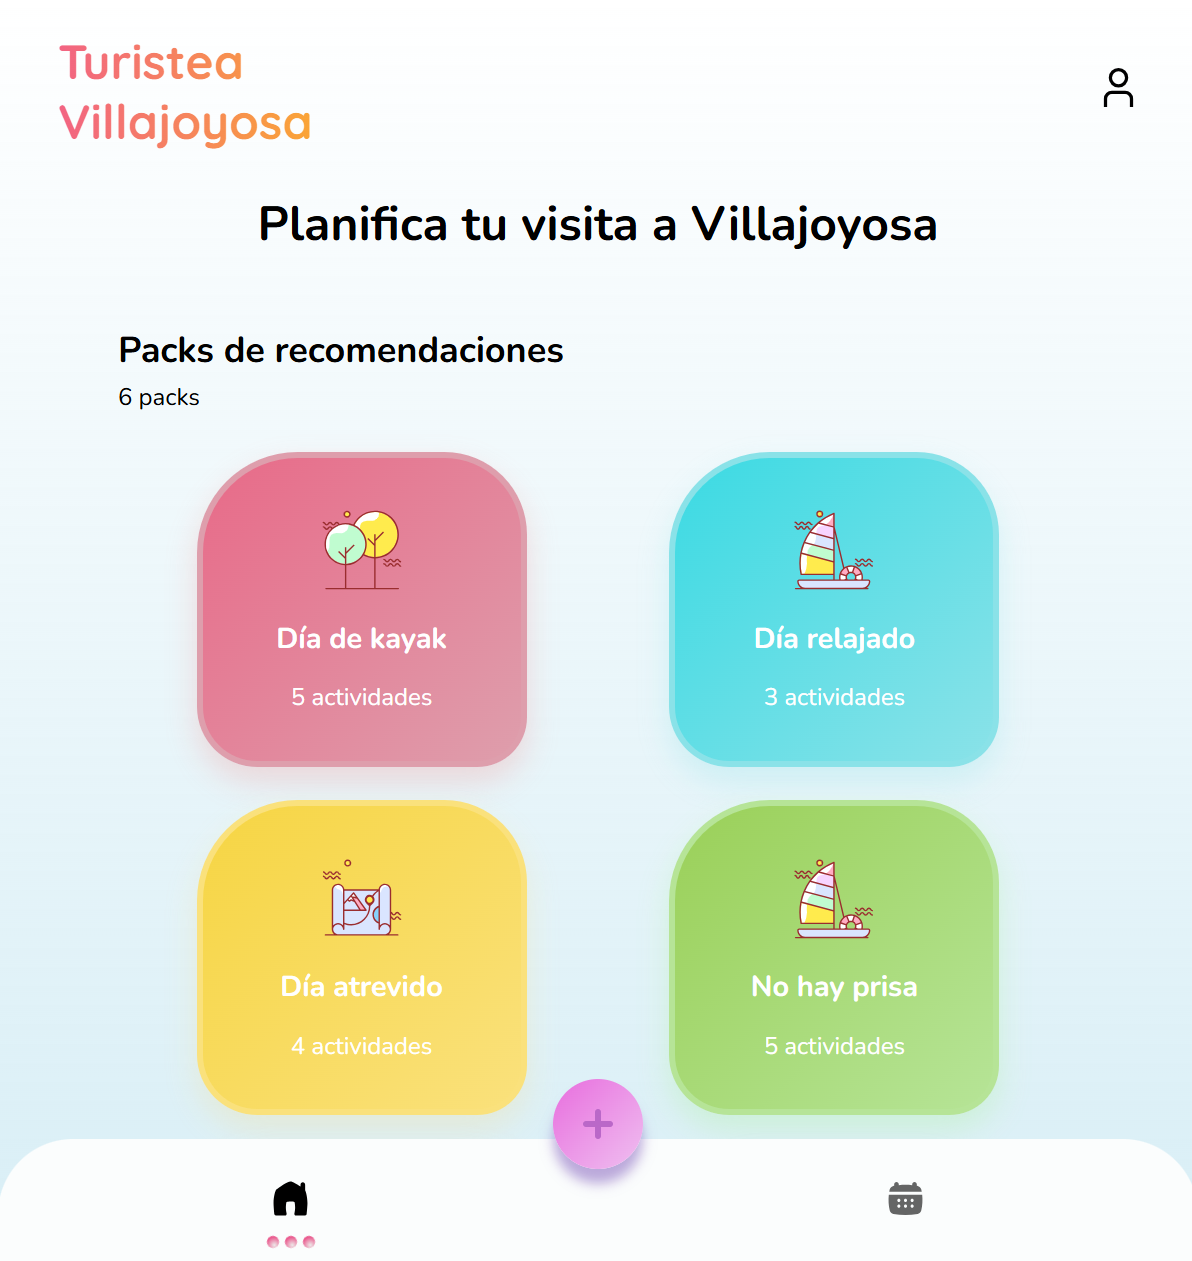 Turistea
Villajoyosa
Planifica tu visita a Villajoyosa
Packs de recomendaciones
6 packs
Día de kayak
5 actividades
Día relajado
3 actividades
Día atrevido
4 actividades
No hay prisa
5 actividades